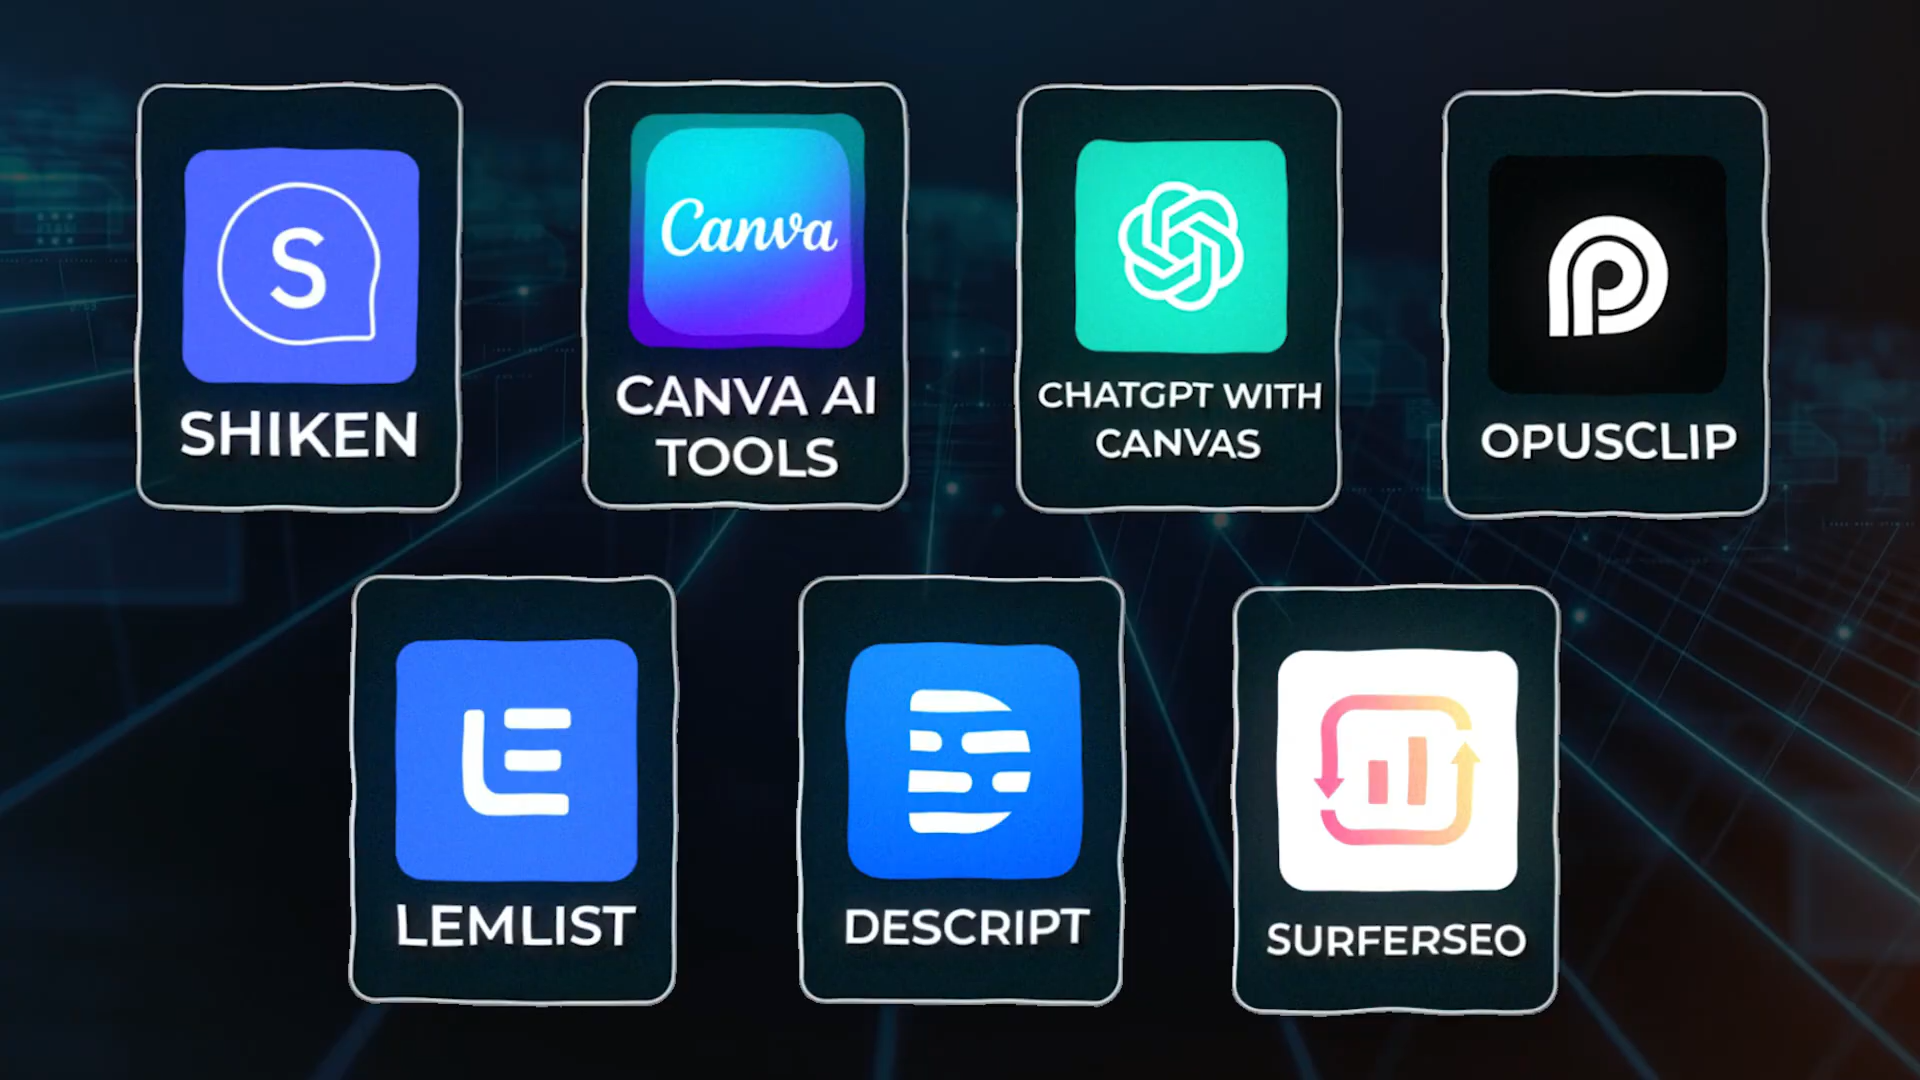 S
SHIKEN
Canva
CANVA AI
TOOLS
CHATGPT WITH
CANVAS
OPUSCLIP
LEMLIST
DESCRIPT
SURFERSEO